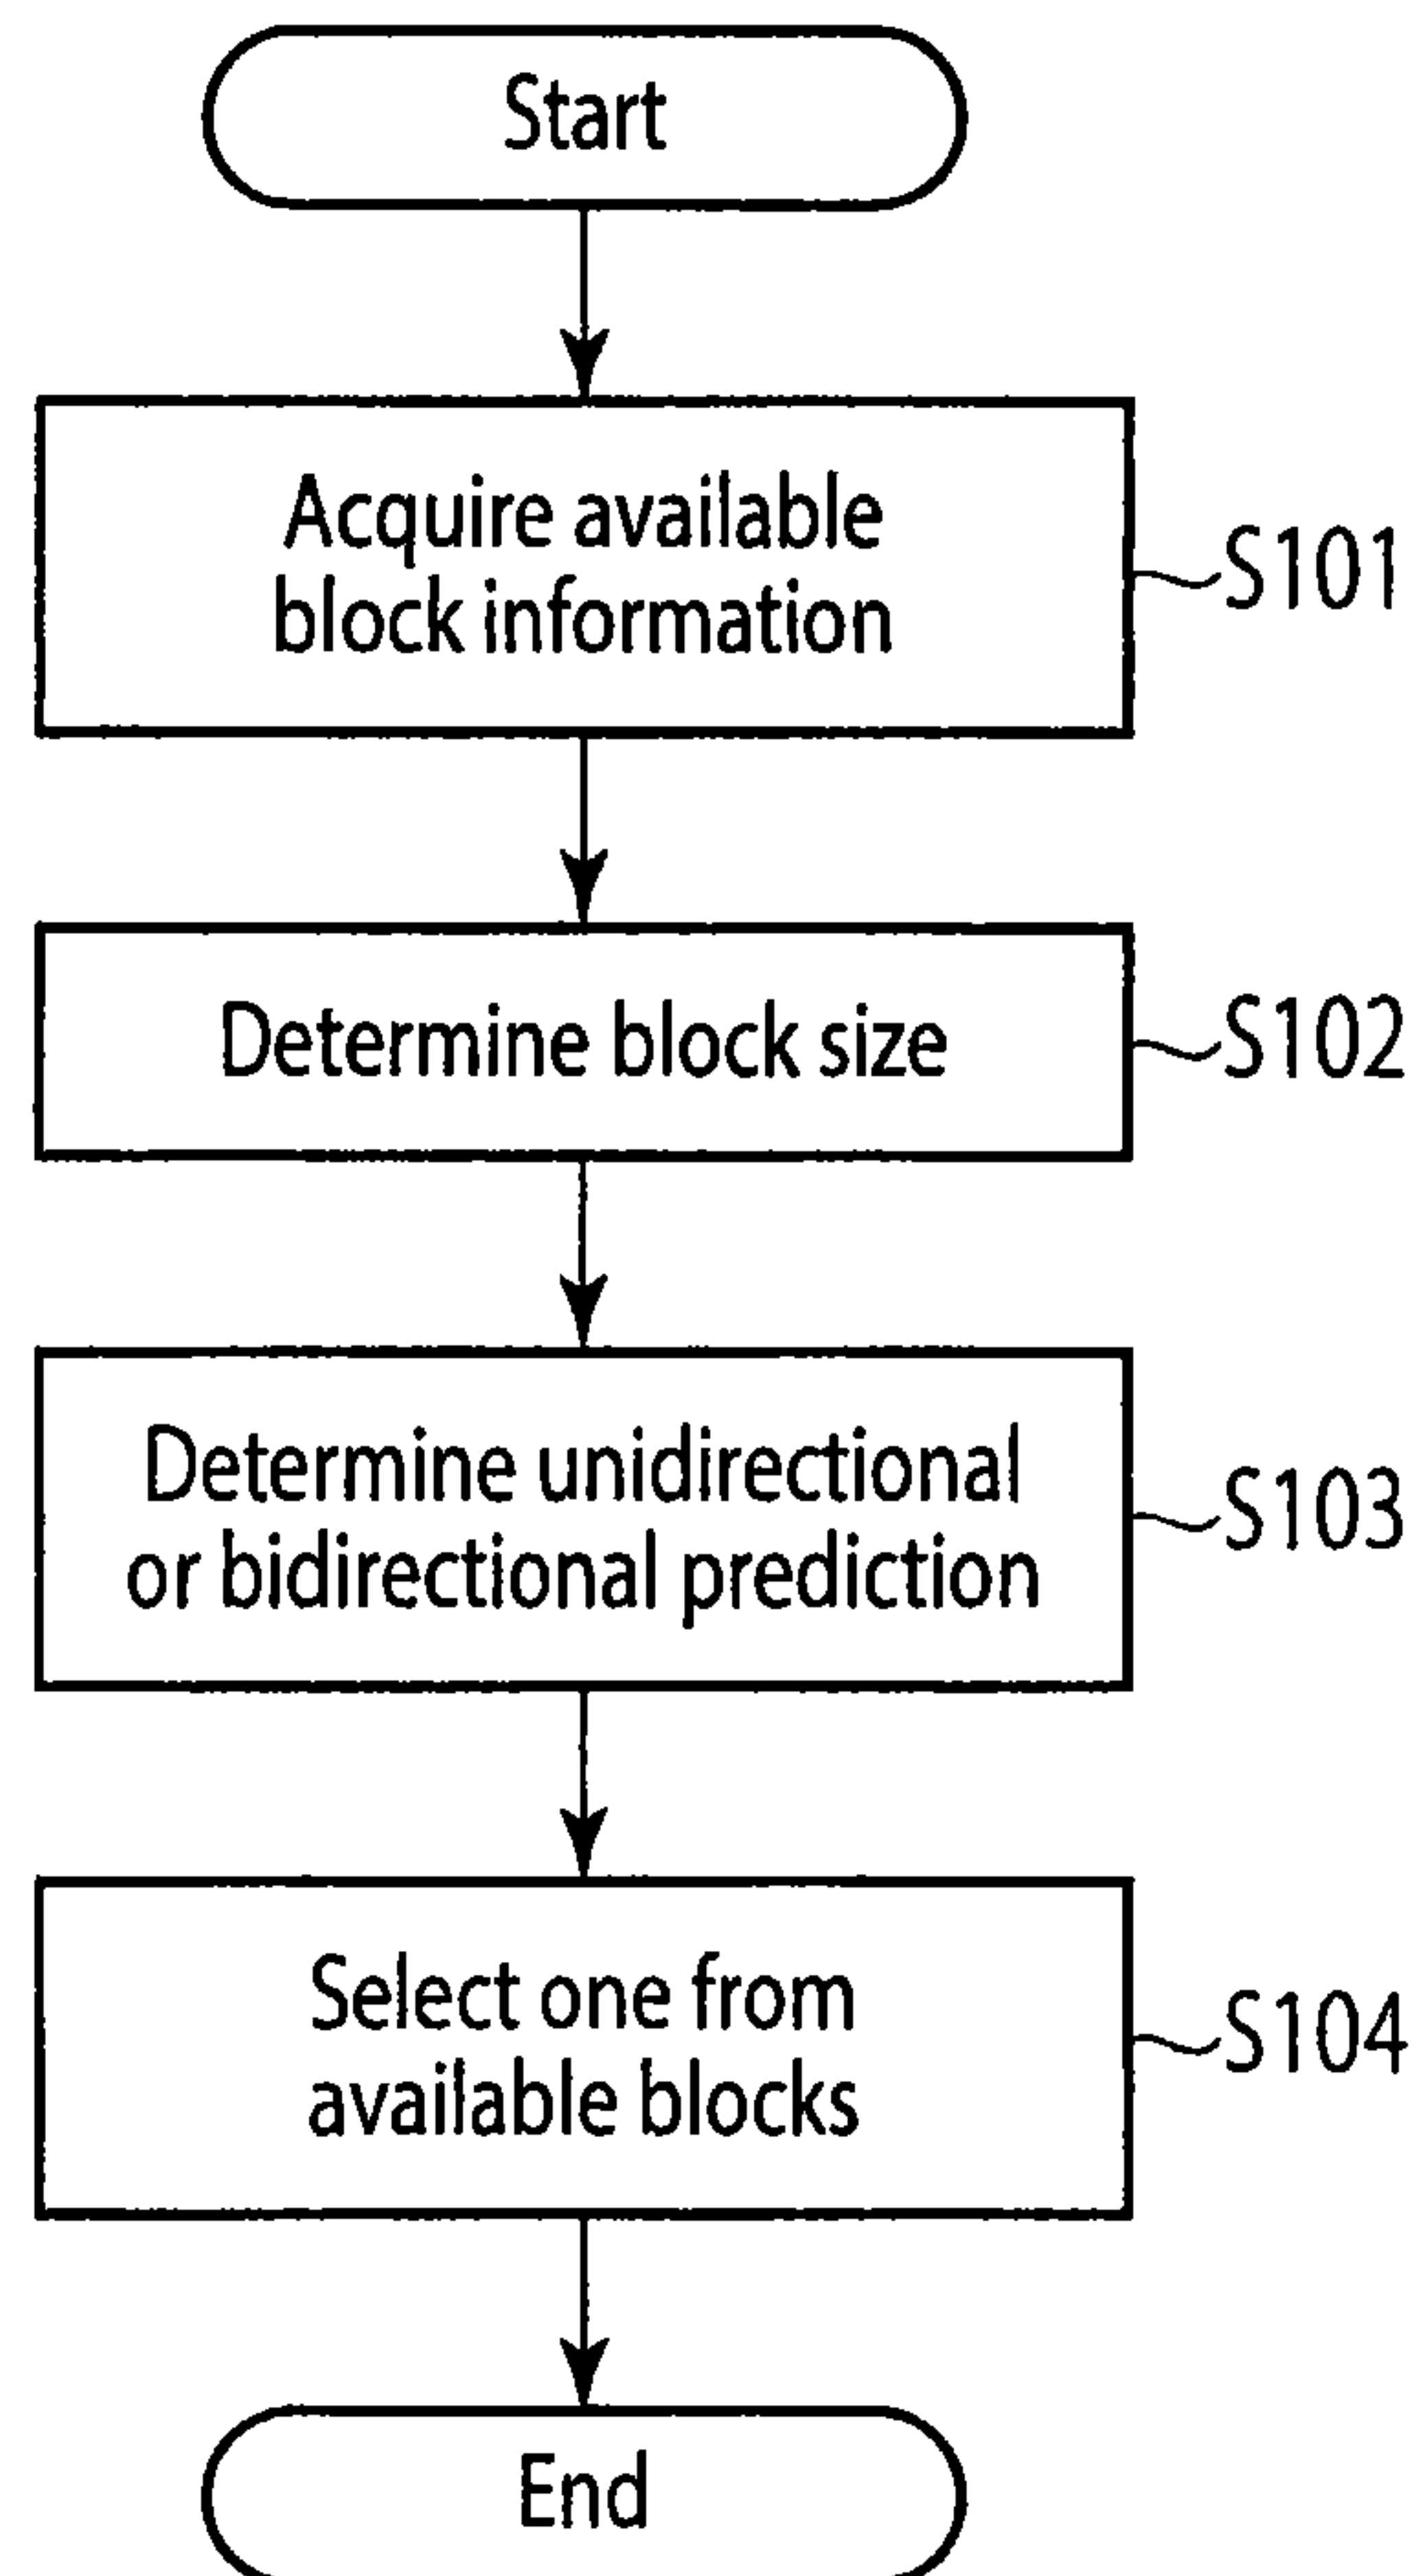 Start
Acquire available
block information
S101
Determine block size
S102
Determine unidirectional
or bidirectional prediction
S103
Select one from
available blocks
S104
End